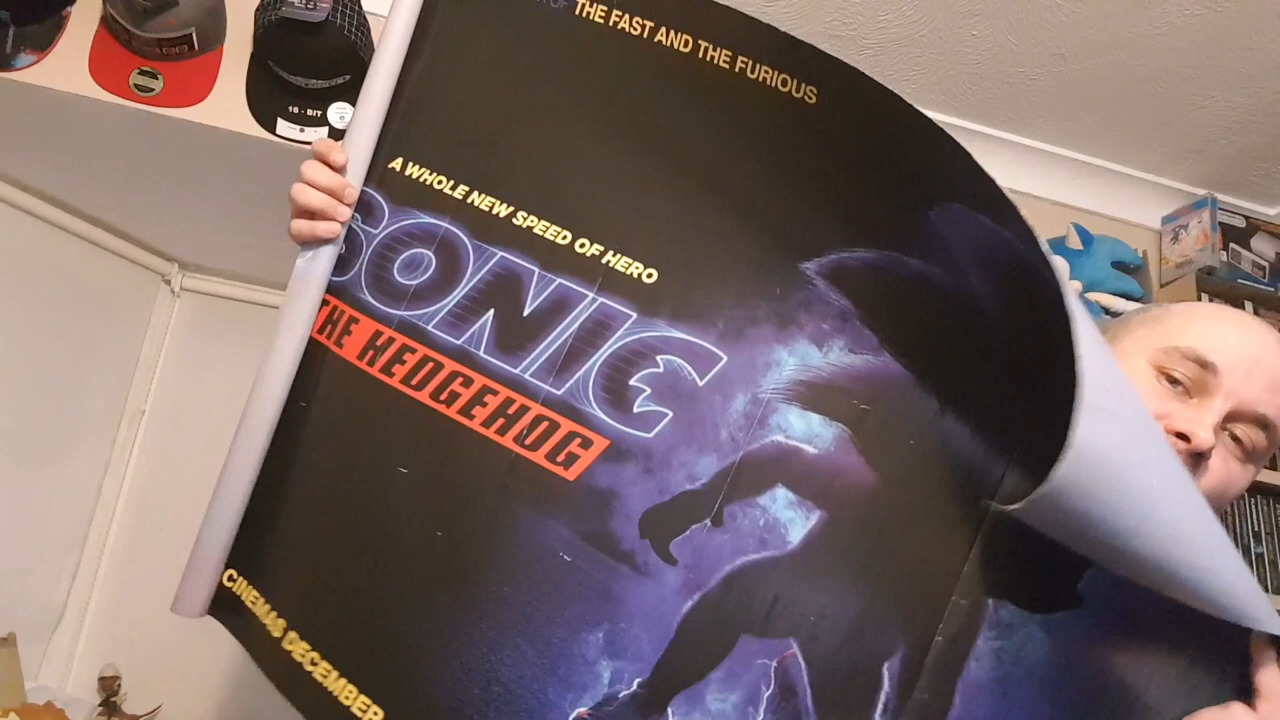 THE FAST AND THE FURIOUS
A WHOLE NEW SPEED OF HERO
SONIC
THE HEDGEHOG
CINEMAS DECEMBER
16 - BIT